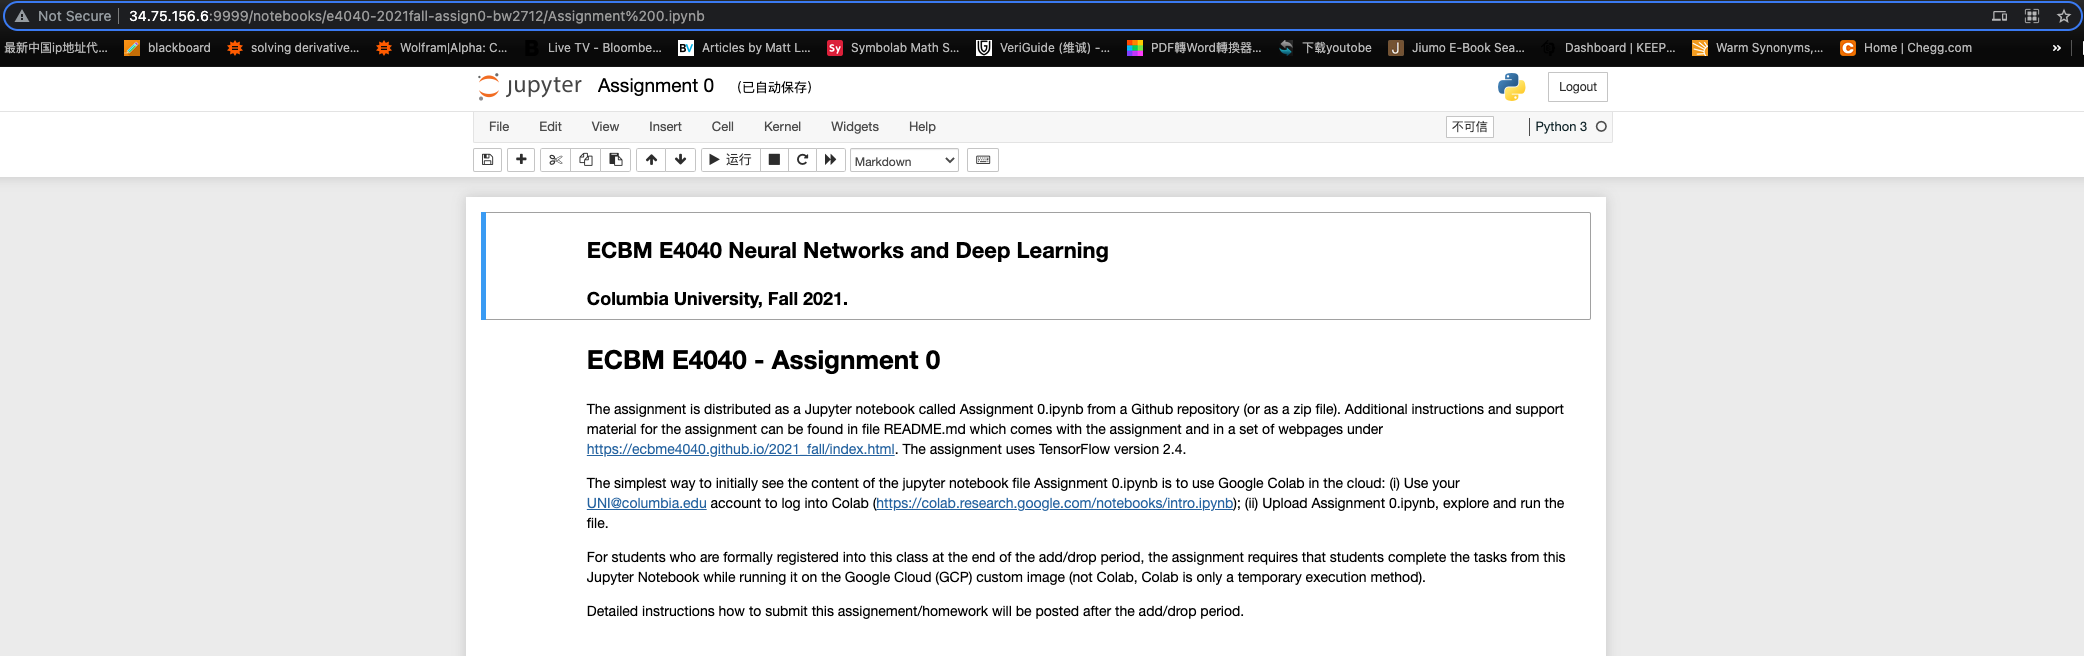 Not Secure 34.75.156.6:9999/notebooks/e4040-2021fall-assign0-bw2712/Assignment%200.ipynb
最新中国ip地址代... blackboard solving derivative... Wolfram|Alpha: C... B Live TV - Bloombe... BV Articles by Matt L... Sy Symbolab Math S... VeriGuide (维诚) -... PDF轉Word轉換器... 下载youtobe J Jiumo E-Book Sea... Dashboard | KEEP... Warm Synonyms,... C Home | Chegg.com »
jupyter Assignment 0 (已自动保存) Logout
File Edit View Insert Cell Kernel Widgets Help 不可信 Python 3
运行 Markdown
ECBM E4040 Neural Networks and Deep Learning
Columbia University, Fall 2021.
ECBM E4040 - Assignment 0
The assignment is distributed as a Jupyter notebook called Assignment 0.ipynb from a Github repository (or as a zip file). Additional instructions and support
material for the assignment can be found in file README.md which comes with the assignment and in a set of webpages under
https://ecbme4040.github.io/2021_fall/index.html. The assignment uses TensorFlow version 2.4.
The simplest way to initially see the content of the jupyter notebook file Assignment 0.ipynb is to use Google Colab in the cloud: (i) Use your
UNI@columbia.edu account to log into Colab (https://colab.research.google.com/notebooks/intro.ipynb); (ii) Upload Assignment 0.ipynb, explore and run the
file.
For students who are formally registered into this class at the end of the add/drop period, the assignment requires that students complete the tasks from this
Jupyter Notebook while running it on the Google Cloud (GCP) custom image (not Colab, Colab is only a temporary execution method).
Detailed instructions how to submit this assignement/homework will be posted after the add/drop period.